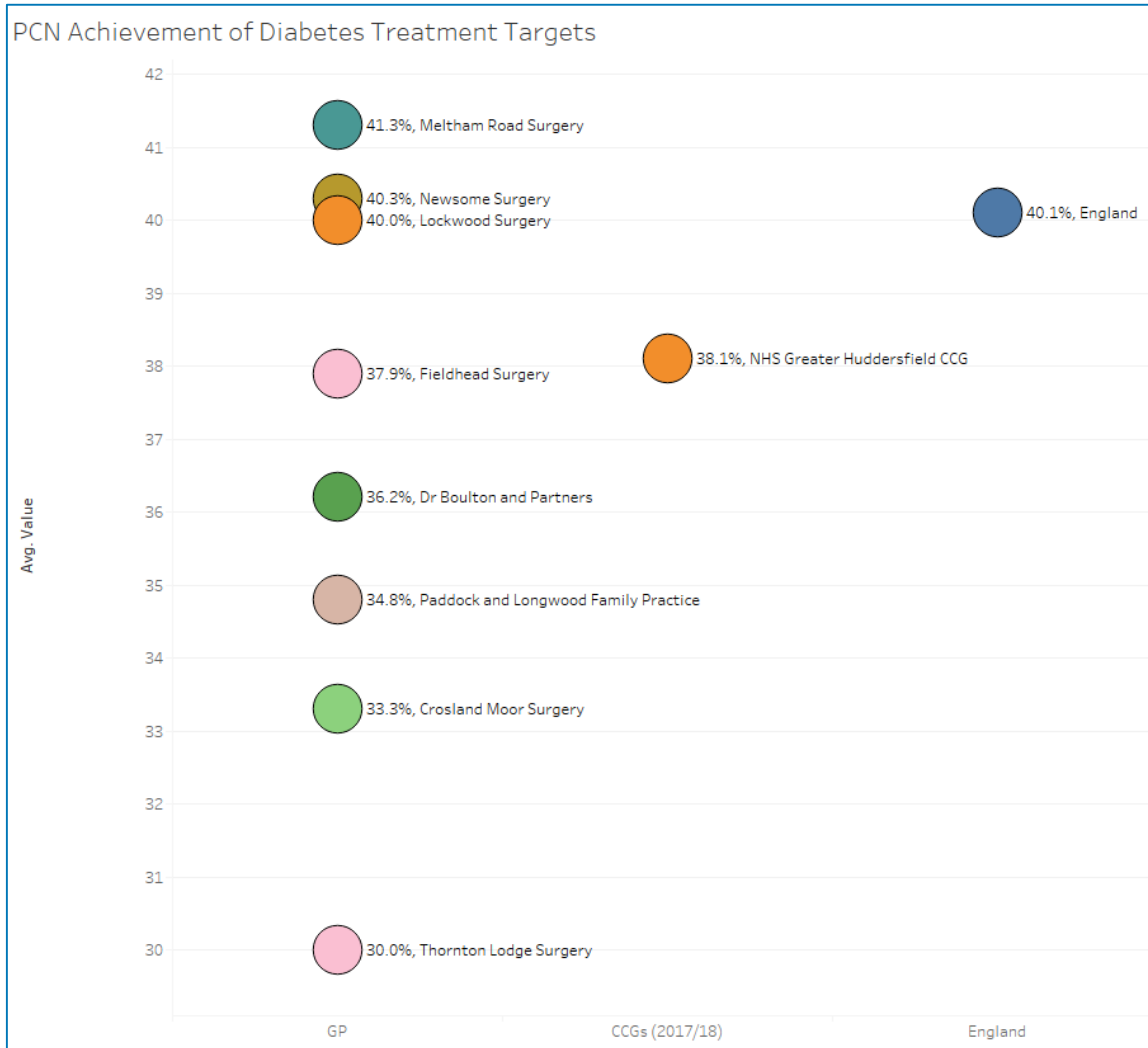 PCN Achievement of Diabetes Treatment Targets
42
41.3%, Meltham Road Surgery
41
40.3%, Newsome Surgery
40.1%, England
40
40.0%, Lockwood Surgery
39
38.1%, NHS Greater Huddersfield CCG
38
37.9%, Fieldhead Surgery
37
36.2%, Dr Boulton and Partners
36
Avg. Value
35
34.8%, Paddock and Longwood Family Practice
34
33.3%, Crosland Moor Surgery
33
32
31
30
30.0%, Thornton Lodge Surgery
GP
CCGs (2017/18)
England